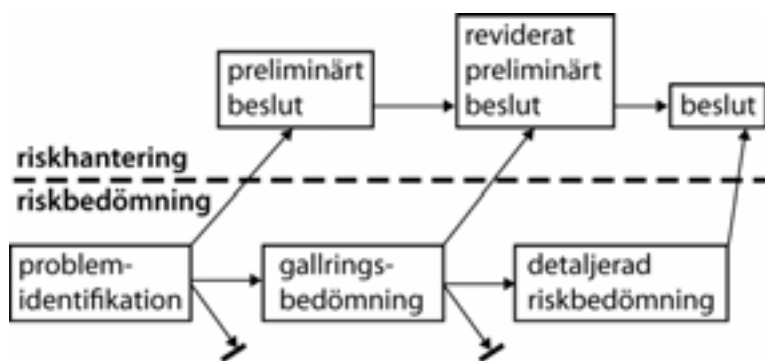 preliminärt
beslut
reviderat
preliminärt
beslut
beslut
riskhantering
riskbedömning
problem-
identifikation
gallrings-
bedömning
detaljerad
riskbedömning